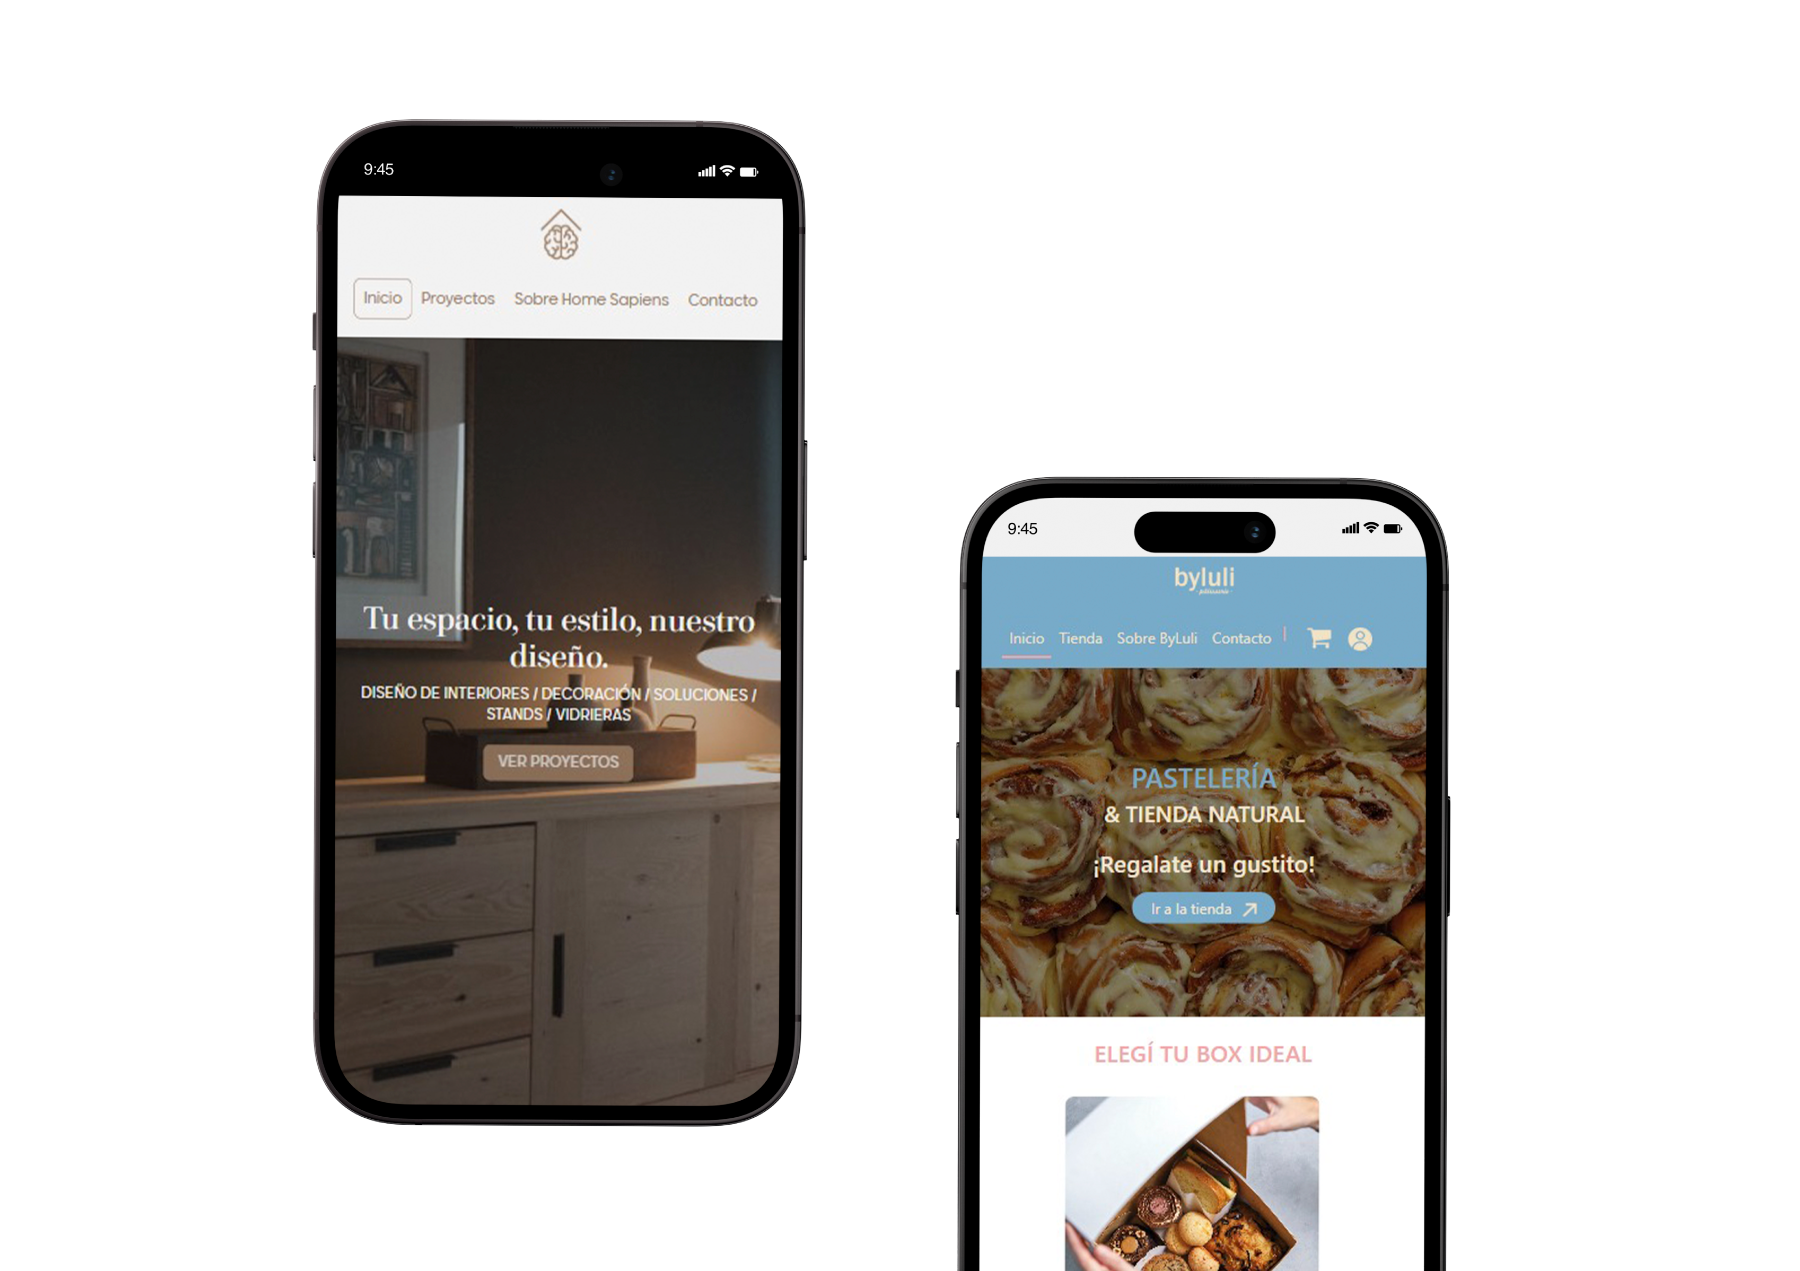 9:45
Inicio Proyectos Sobre Home Sapiens Contacto
Tu espacio, tu estilo, nuestro
diseño.
DISEÑO DE INTERIORES / DECORACIÓN / SOLUCIONES /
STANDS / VIDRIERAS
VER PROYECTOS
9:45
byluli
pâtisserie
Inicio Tienda Sobre ByLuli Contacto
PASTELERÍA
& TIENDA NATURAL
¡Regalate un gustito!
Ir a la tienda
ELEGÍ TU BOX IDEAL